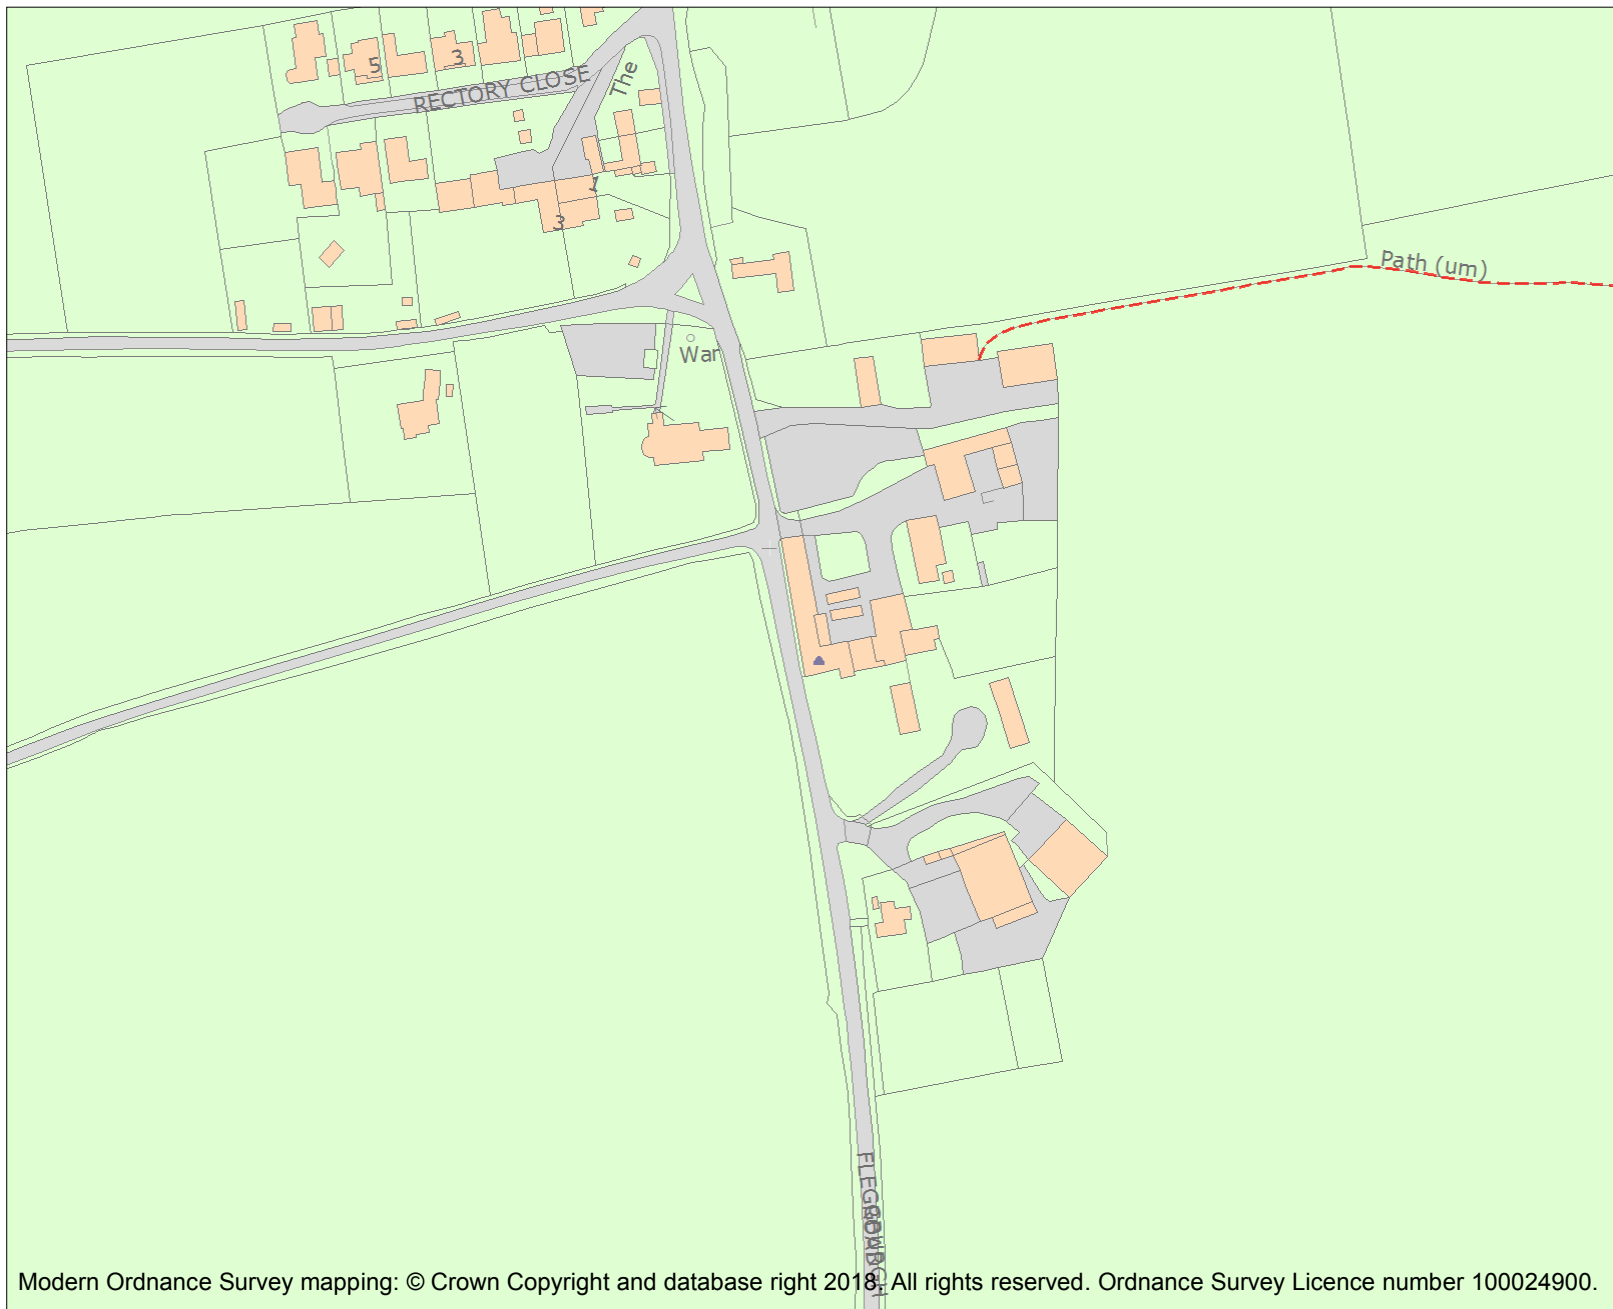 5
3
RECTORY CLOSE
The
1
3
Path (um)
War
Modern Ordnance Survey mapping: © Crown Copyright and database right 2018. All rights reserved. Ordnance Survey Licence number 100024900.